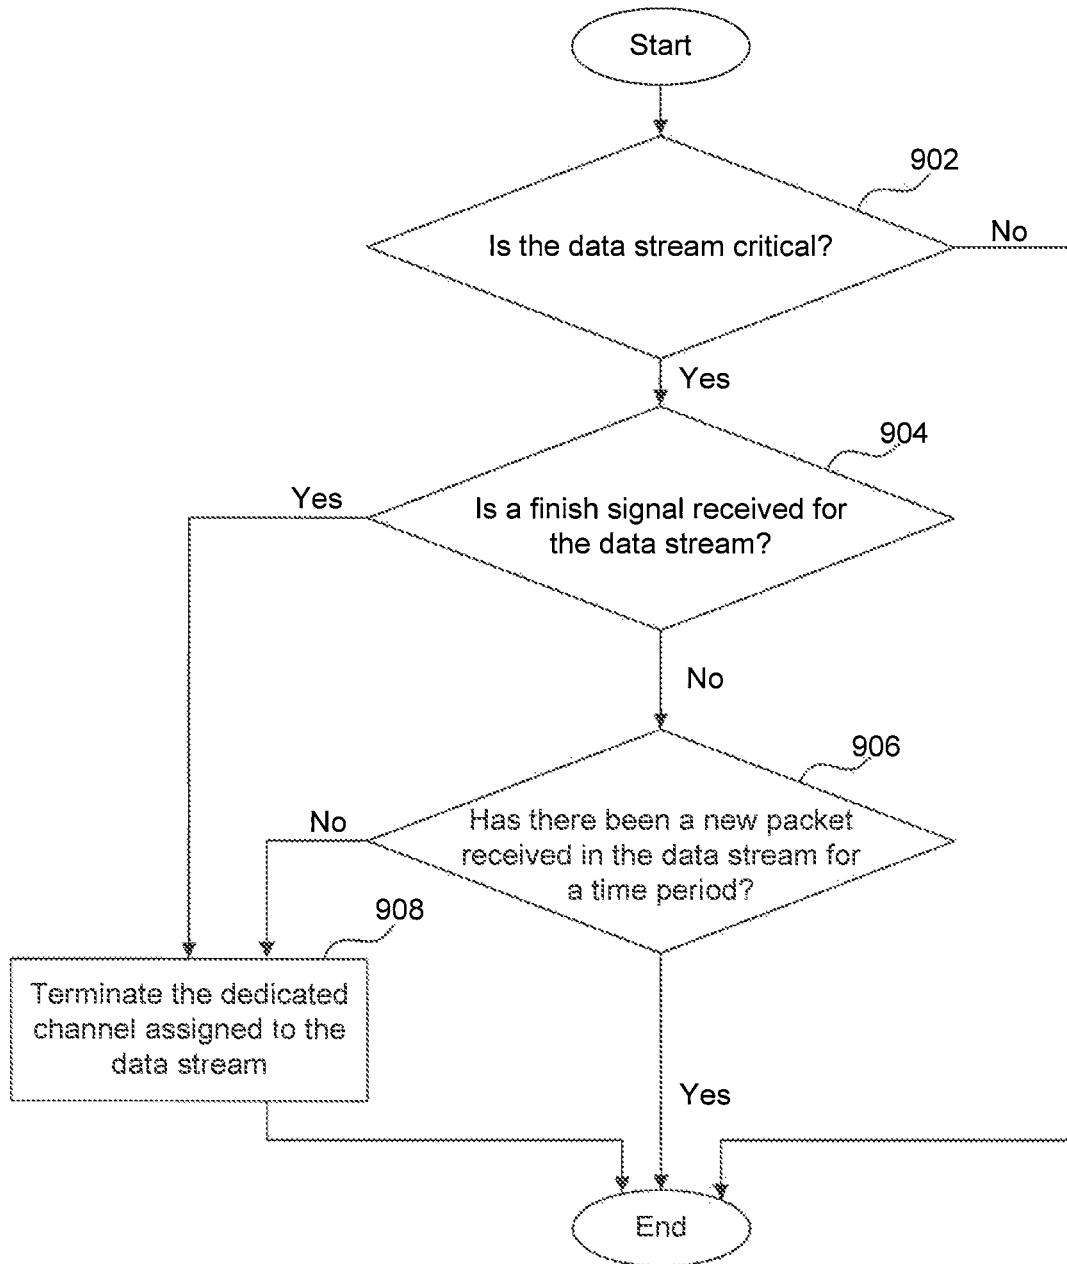 Start
902
Is the data stream critical?
No
Yes
904
Yes
Is a finish signal received for
the data stream?
No
906
No
Has there been a new packet
received in the data stream for
a time period?
908
Terminate the dedicated
channel assigned to the
data stream
Yes
End